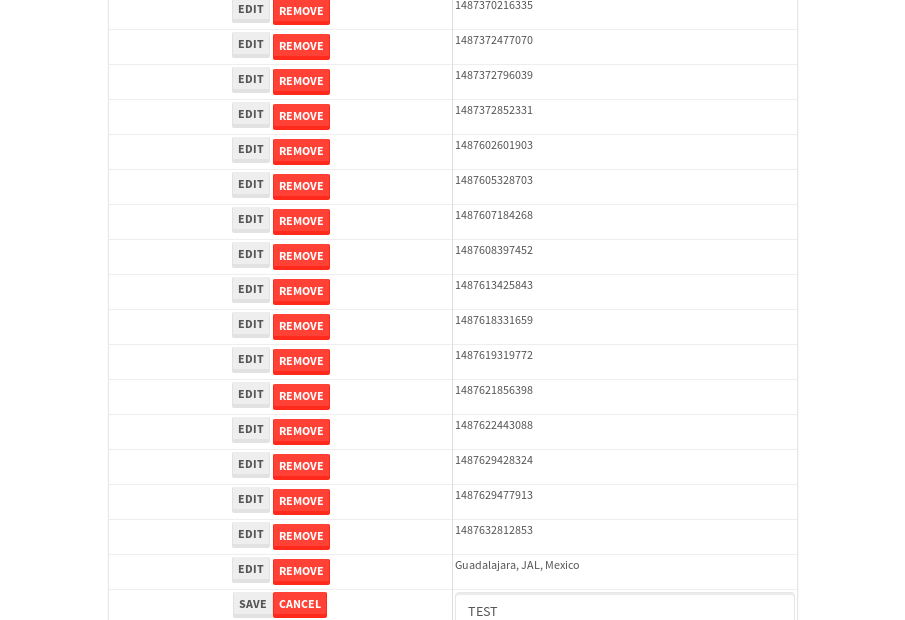 EDIT REMOVE 1487370216335
EDIT REMOVE 1487372477070
EDIT REMOVE 1487372796039
EDIT REMOVE 1487372852331
EDIT REMOVE 1487602601903
EDIT REMOVE 1487605328703
EDIT REMOVE 1487607184268
EDIT REMOVE 1487608397452
EDIT REMOVE 1487613425843
EDIT REMOVE 1487618331659
EDIT REMOVE 1487619319772
EDIT REMOVE 1487621856398
EDIT REMOVE 1487622443088
EDIT REMOVE 1487629428324
EDIT REMOVE 1487629477913
EDIT REMOVE 1487632812853
EDIT REMOVE Guadalajara, JAL, Mexico
SAVE CANCEL TEST